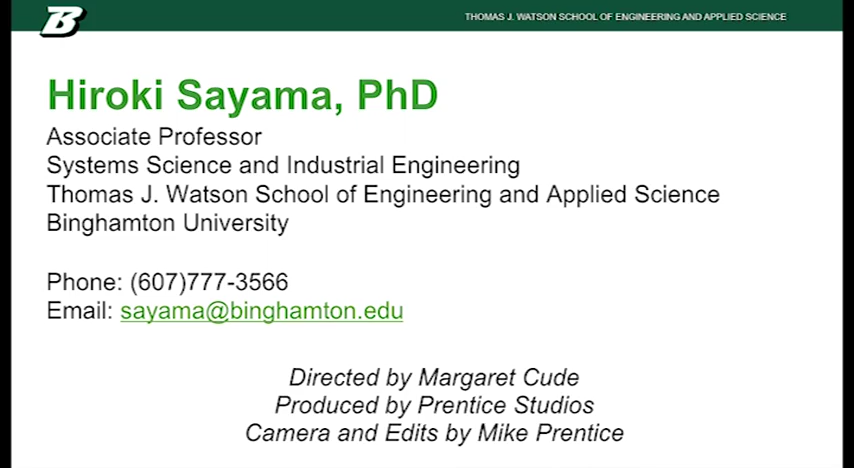 B
THOMAS J. WATSON SCHOOL OF ENGINEERING AND APPLIED SCIENCE
Hiroki Sayama, PhD
Associate Professor
Systems Science and Industrial Engineering
Thomas J. Watson School of Engineering and Applied Science
Binghamton University
Phone: (607)777-3566
Email: sayama@binghamton.edu
Directed by Margaret Cude
Produced by Prentice Studios
Camera and Edits by Mike Prentice